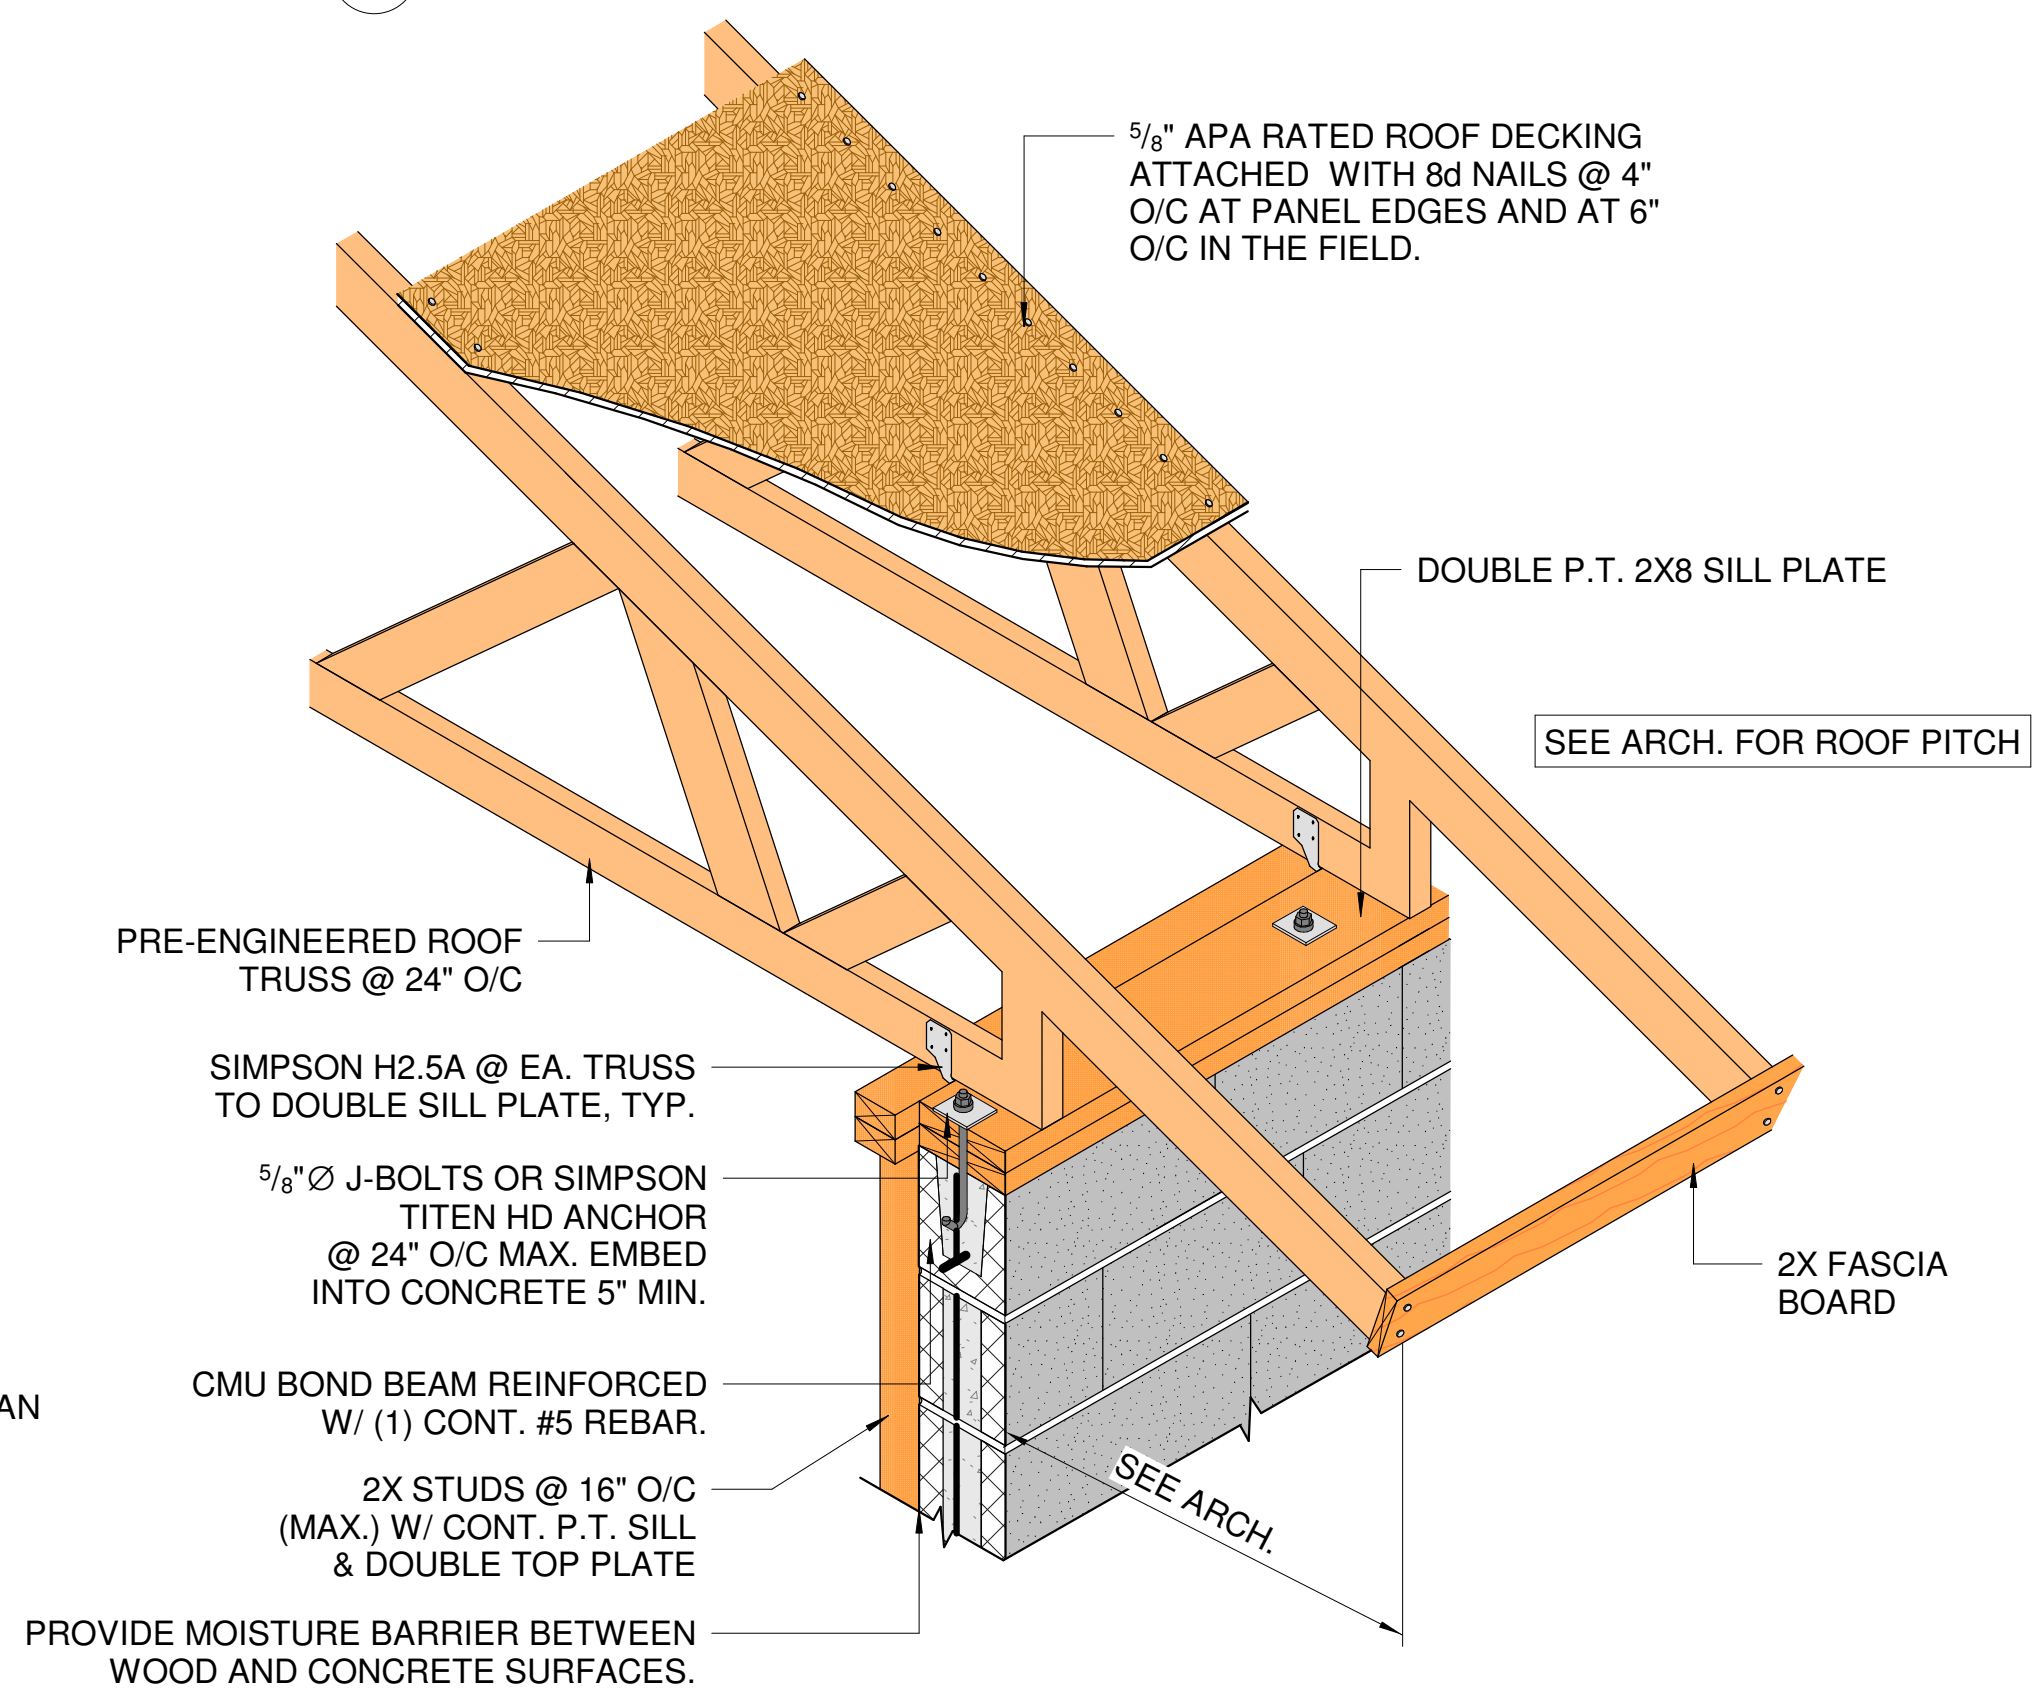 5/8" APA RATED ROOF DECKING
ATTACHED WITH 8d NAILS @ 4"
O/C AT PANEL EDGES AND AT 6"
O/C IN THE FIELD.
DOUBLE P.T. 2X8 SILL PLATE
SEE ARCH. FOR ROOF PITCH
PRE-ENGINEERED ROOF
TRUSS @ 24" O/C
SIMPSON H2.5A @ EA. TRUSS
TO DOUBLE SILL PLATE, TYP.
5/8"Ø J-BOLTS OR SIMPSON
TITEN HD ANCHOR
@ 24" O/C MAX. EMBED
INTO CONCRETE 5" MIN.
2X FASCIA
BOARD
CMU BOND BEAM REINFORCED
W/ (1) CONT. #5 REBAR.
AN
2X STUDS @ 16" O/C
(MAX.) W/ CONT. P.T. SILL
& DOUBLE TOP PLATE
SEE ARCH.
PROVIDE MOISTURE BARRIER BETWEEN
WOOD AND CONCRETE SURFACES.